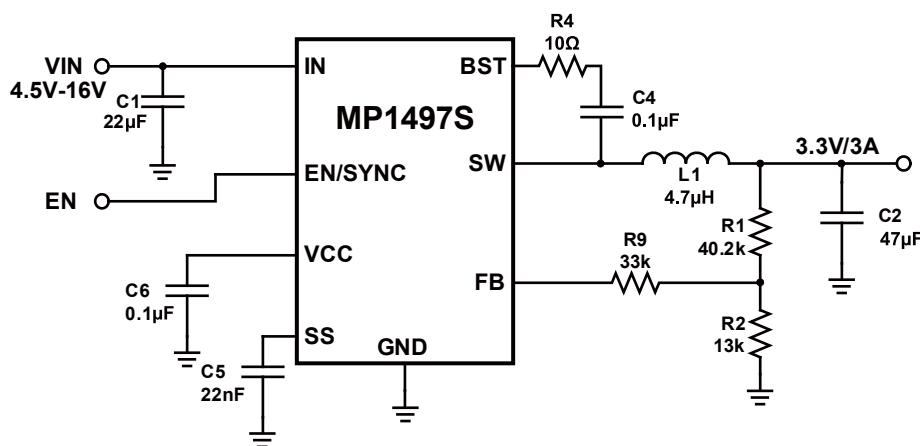 R4
10Ω
VIN
4.5V-16V
IN
BST
C1
22µF
MP1497S
C4
0.1µF
3.3V/3A
EN/SYNC
SW
L1
4.7µH
EN
R1
40.2k
C2
47µF
R9
33k
VCC
FB
C6
0.1µF
R2
13k
SS
GND
C5
22nF